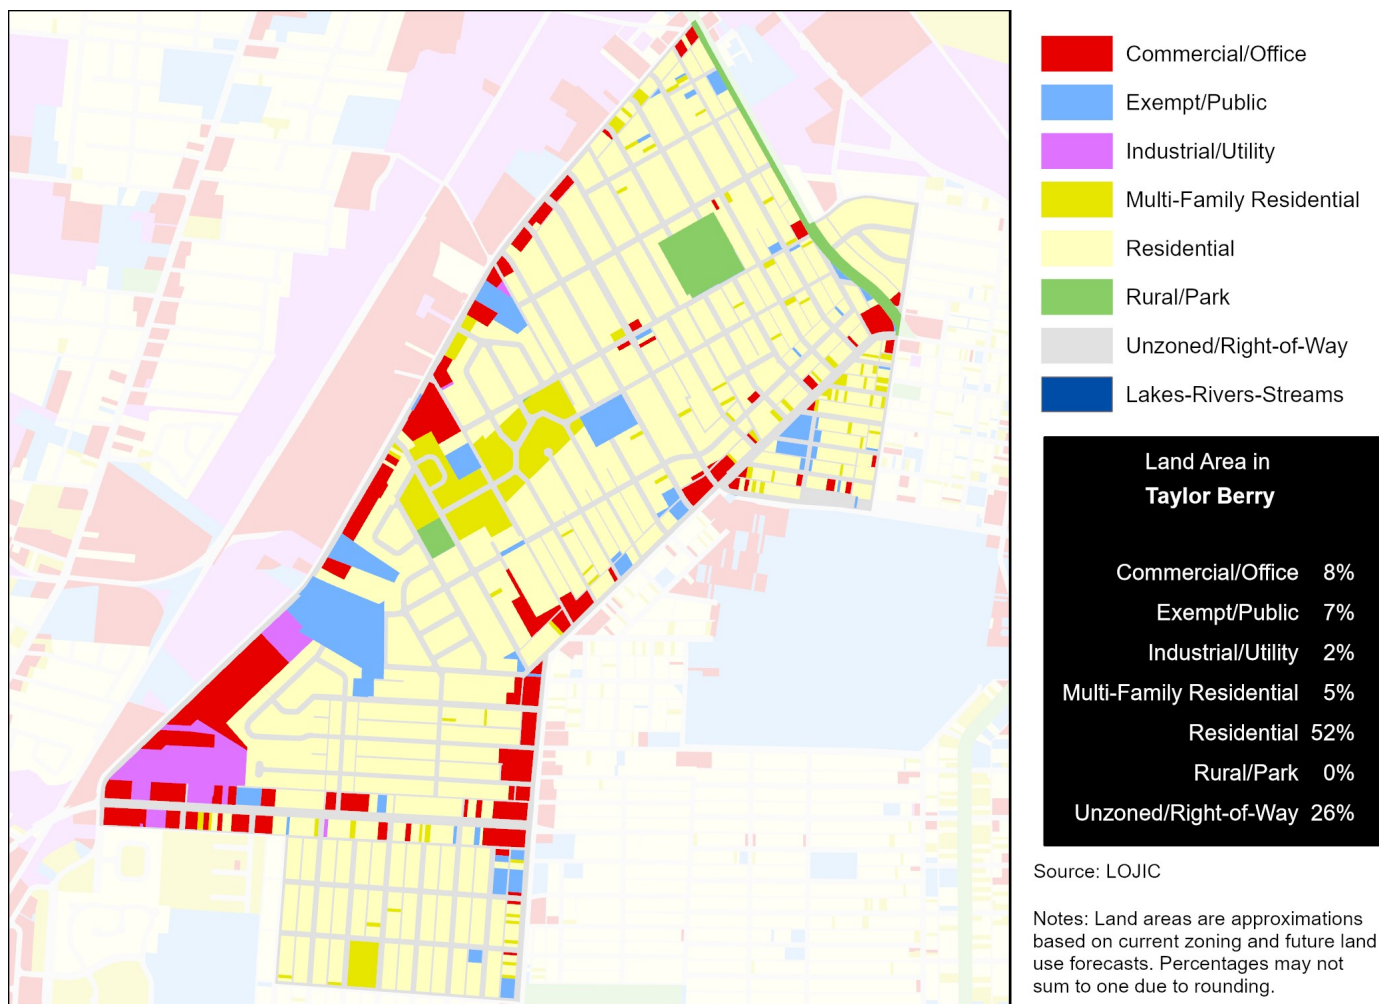 Commercial/Office
Exempt/Public
Industrial/Utility
Multi-Family Residential
Residential
Rural/Park
Unzoned/Right-of-Way
Lakes-Rivers-Streams
Land Area in
Taylor Berry
Commercial/Office 8%
Exempt/Public 7%
Industrial/Utility 2%
Multi-Family Residential 5%
Residential 52%
Rural/Park 0%
Unzoned/Right-of-Way 26%
Source: LOJIC
Notes: Land areas are approximations
based on current zoning and future land
use forecasts. Percentages may not
sum to one due to rounding.